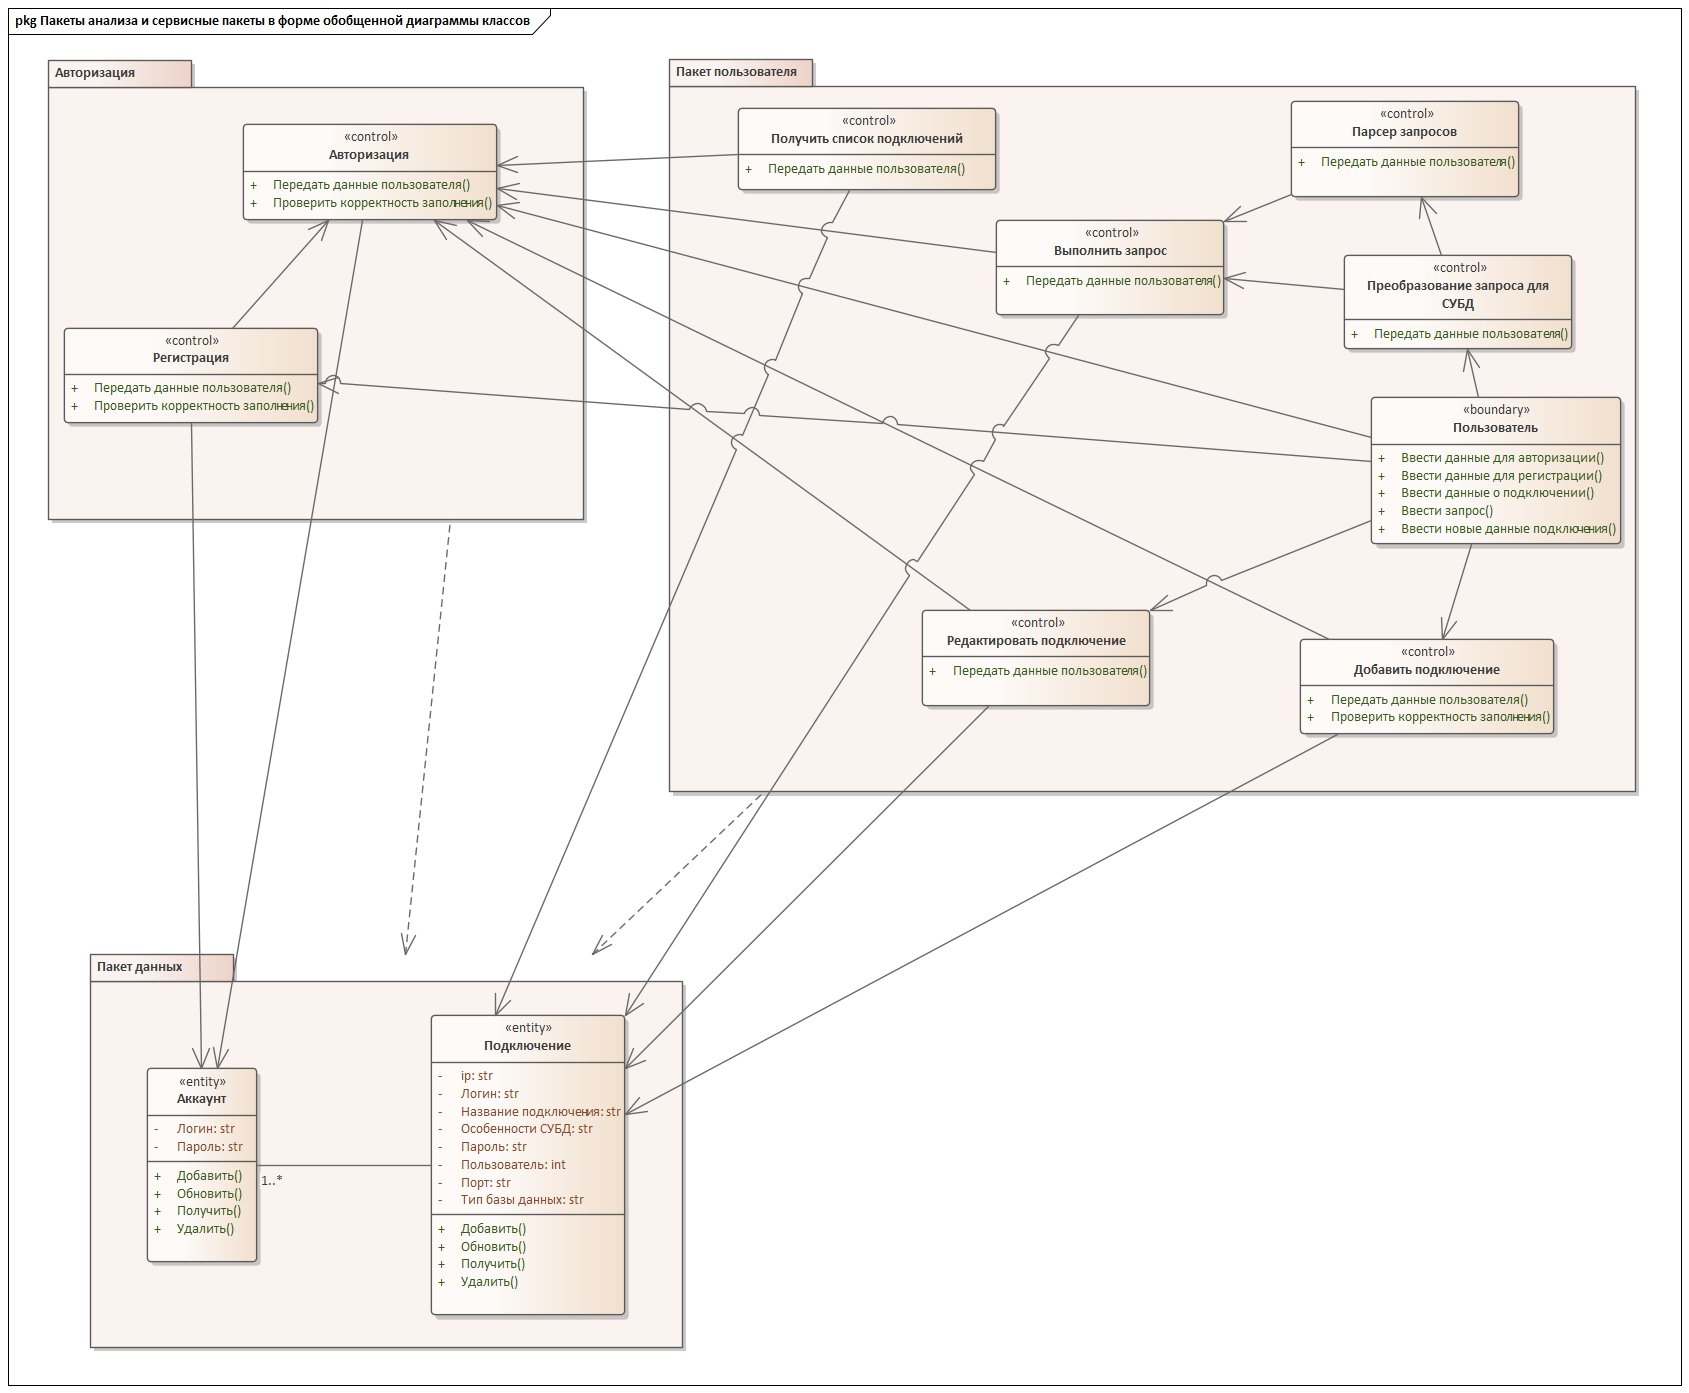 pkg Пакеты анализа и сервисные пакеты в форме обобщенной диаграммы классов
Авторизация
«control»
Авторизация
+ Передать данные пользователя()
+ Проверить корректность заполнения()
«control»
Регистрация
+ Передать данные пользователя()
+ Проверить корректность заполнения()
Пакет пользователя
«control»
Получить список подключений
+ Передать данные пользователя()
«control»
Парсер запросов
+ Передать данные пользователя()
«control»
Выполнить запрос
+ Передать данные пользователя()
«control»
Преобразование запроса для
СУБД
+ Передать данные пользователя()
«boundary»
Пользователь
+ Ввести данные для авторизации()
+ Ввести данные для регистрации()
+ Ввести данные о подключении()
+ Ввести запрос()
+ Ввести новые данные подключения()
«control»
Редактировать подключение
+ Передать данные пользователя()
«control»
Добавить подключение
+ Передать данные пользователя()
+ Проверить корректность заполнения()
Пакет данных
«entity»
Аккаунт
- Логин: str
- Пароль: str
+ Добавить()
+ Обновить()
+ Получить()
+ Удалить()
1..*
«entity»
Подключение
- ip: str
- Логин: str
- Название подключения: str
- Особенности СУБД: str
- Пароль: str
- Пользователь: int
- Порт: str
- Тип базы данных: str
+ Добавить()
+ Обновить()
+ Получить()
+ Удалить()